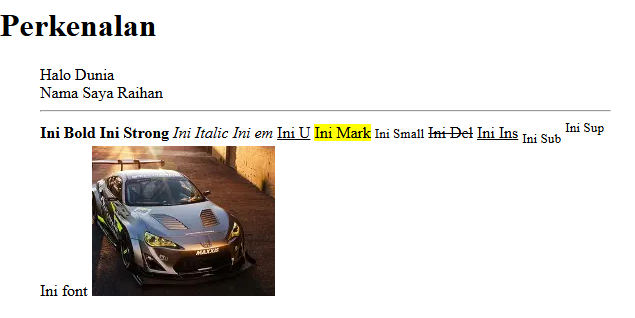 Perkenalan
Halo Dunia
Nama Saya Raihan
Ini Bold Ini Strong Ini Italic Ini em Ini U Ini Mark Ini Small Ini Del Ini Ins Ini Sub Ini Sup
MAXXIS
Ini font